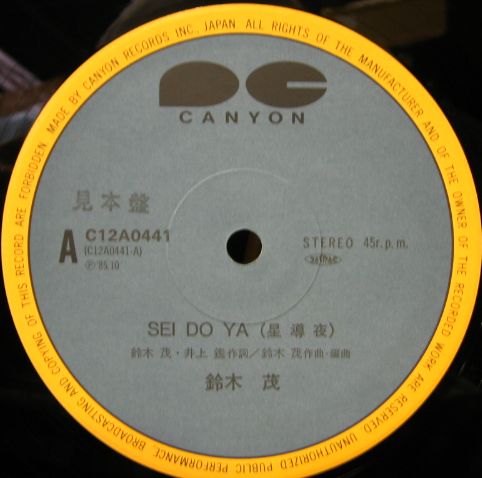 MADE BY CANYON RECORDS INC., JAPAN ALL RIGHTS OF THE MANUFACTURER AND OF THE OWNER OF THE RECORDED WORK ARE RESERVED UNAUTHORIZED PUBLIC PERFORMANCE BROADCASTING AND COPYING OF THIS RECORD ARE FORBIDDEN
CANYON
見本盤
A C12A0441
(C12A0441-A)
Ⓟ'85.10
STEREO 45r.p.m.
JASRAC
SEI DO YA (星導夜)
鈴木 茂・井上 鑑作詞/鈴木 茂作曲・編曲
鈴木 茂